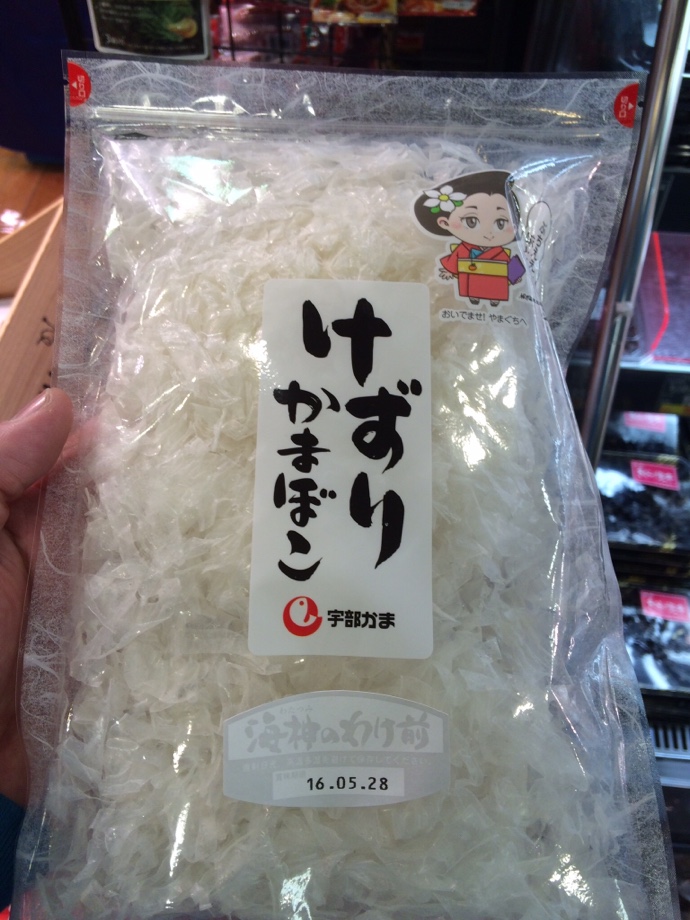 おいでませ!やまぐちへ
けずり
かまぼこ
宇部かま
海神のわけ前
16.05.28